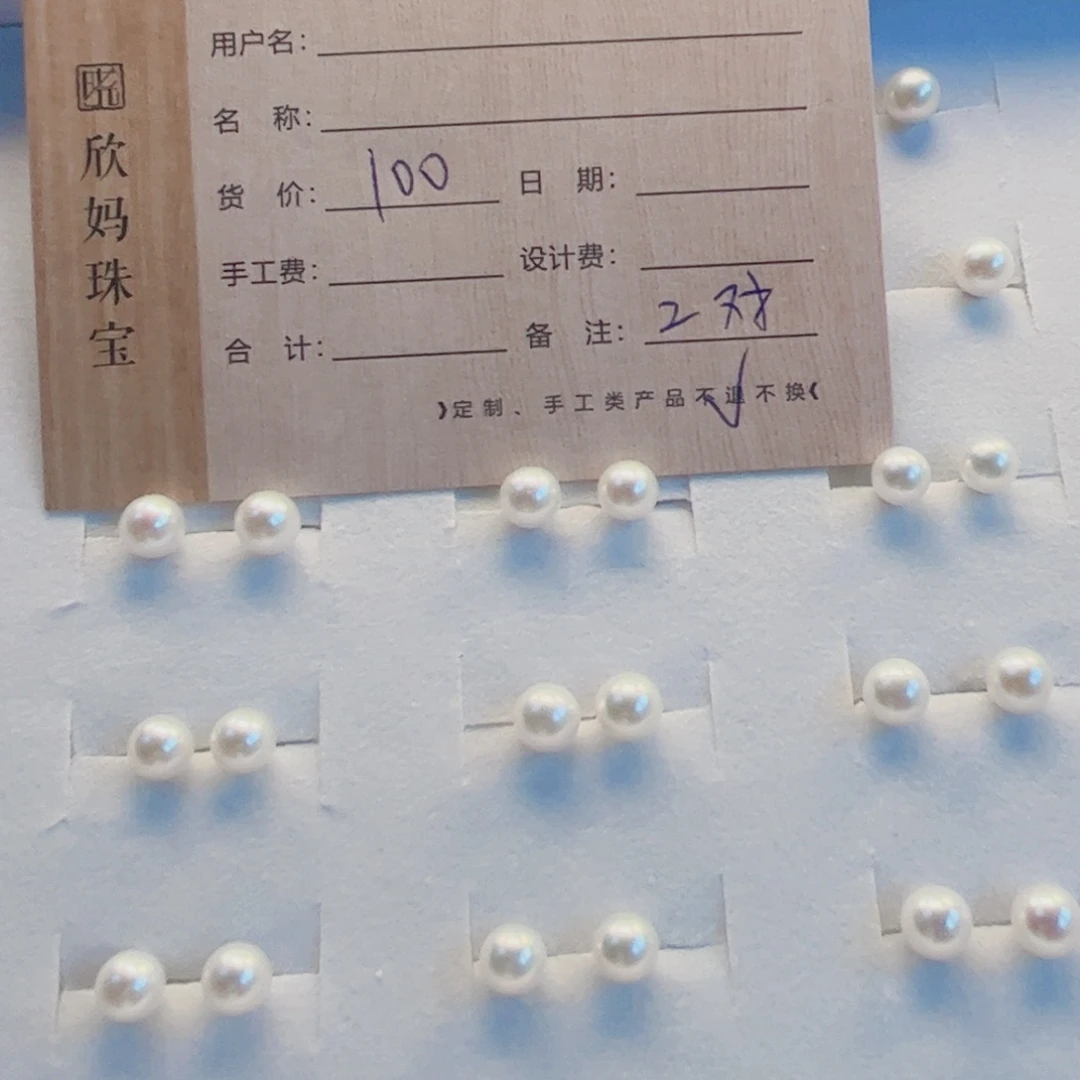 欣妈珠宝
用户名:
名 称:
货 价: 100 日 期:
手工费: 设计费:
合 计: 备 注: 2对
》定制、手工类产品不退不换《